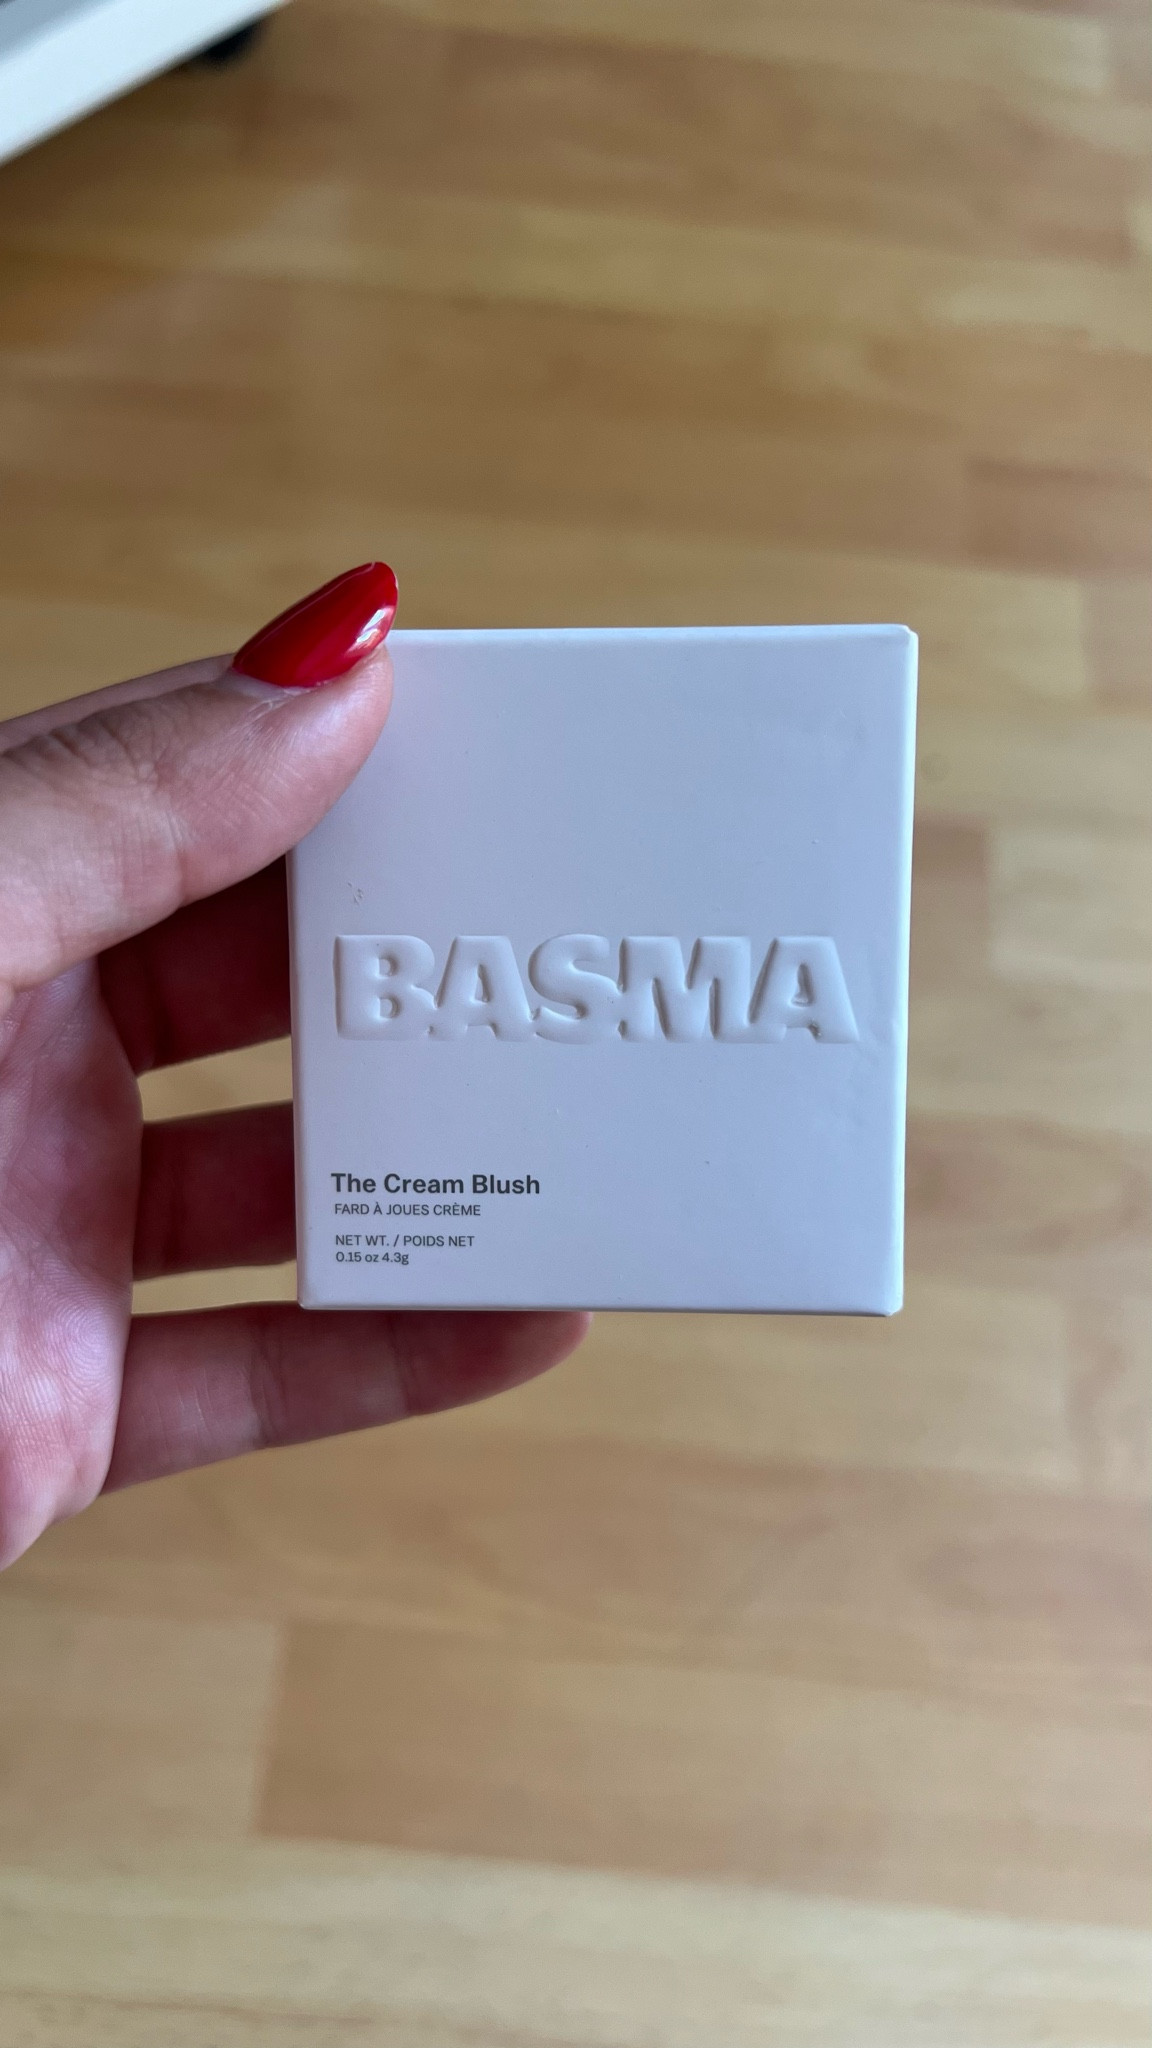 BASMA
The Cream Blush
FARD À JOUES CRÈME
NET WT. / POIDS NET
0.15 oz 4.3g